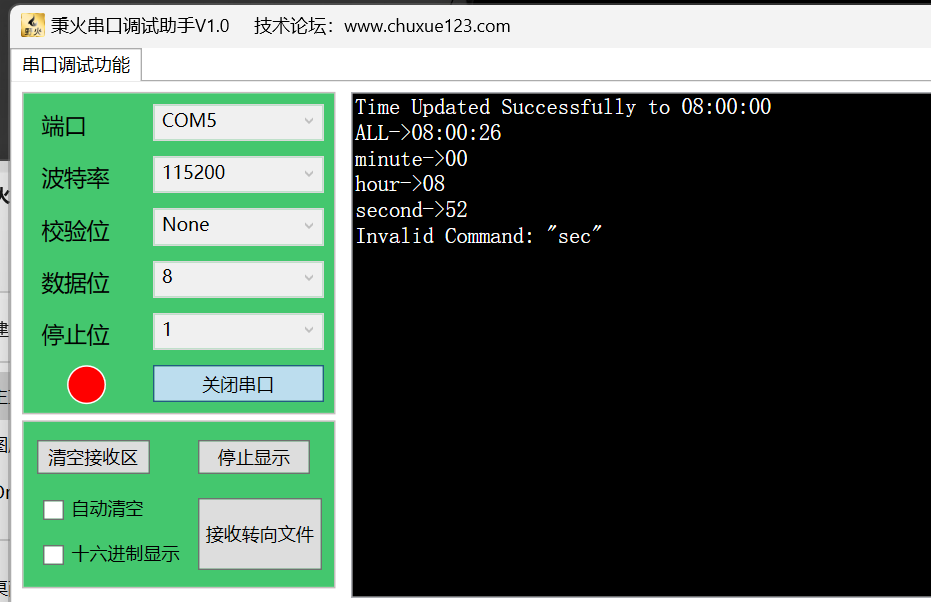 秉火串口调试助手V1.0 技术论坛：www.chuxue123.com
串口调试功能
端口 COM5
波特率 115200
校验位 None
数据位 8
停止位 1
关闭串口
清空接收区 停止显示
自动清空
接收转向文件
十六进制显示
Time Updated Successfully to 08:00:00
ALL->08:00:26
minute->00
hour->08
second->52
Invalid Command: "sec"